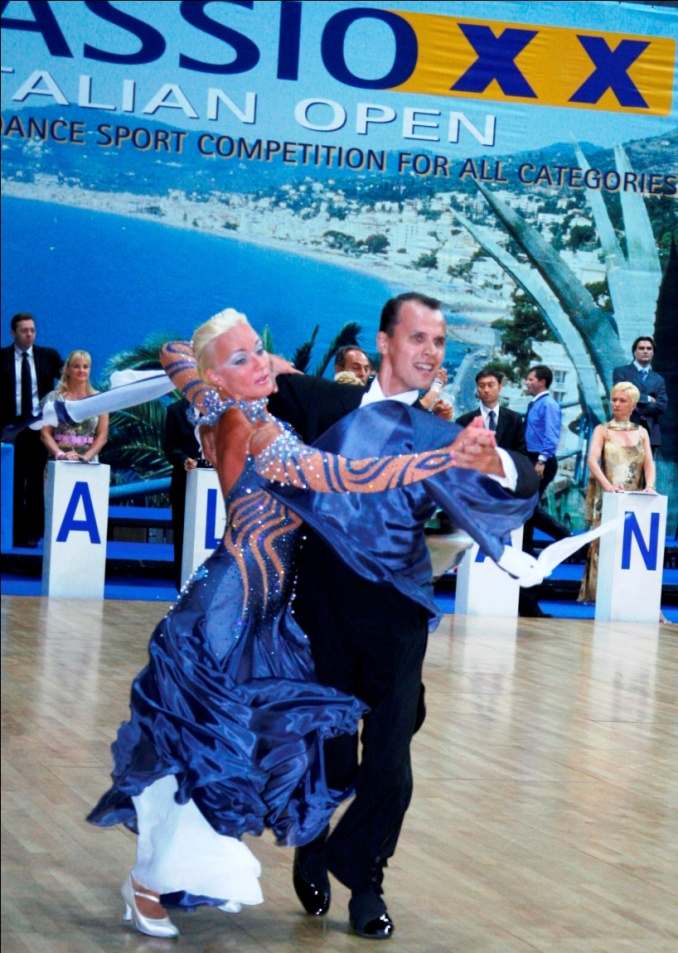 ASSIO XX
TALIAN OPEN
DANCE SPORT COMPETITION FOR ALL CATEGORIES
A L A N